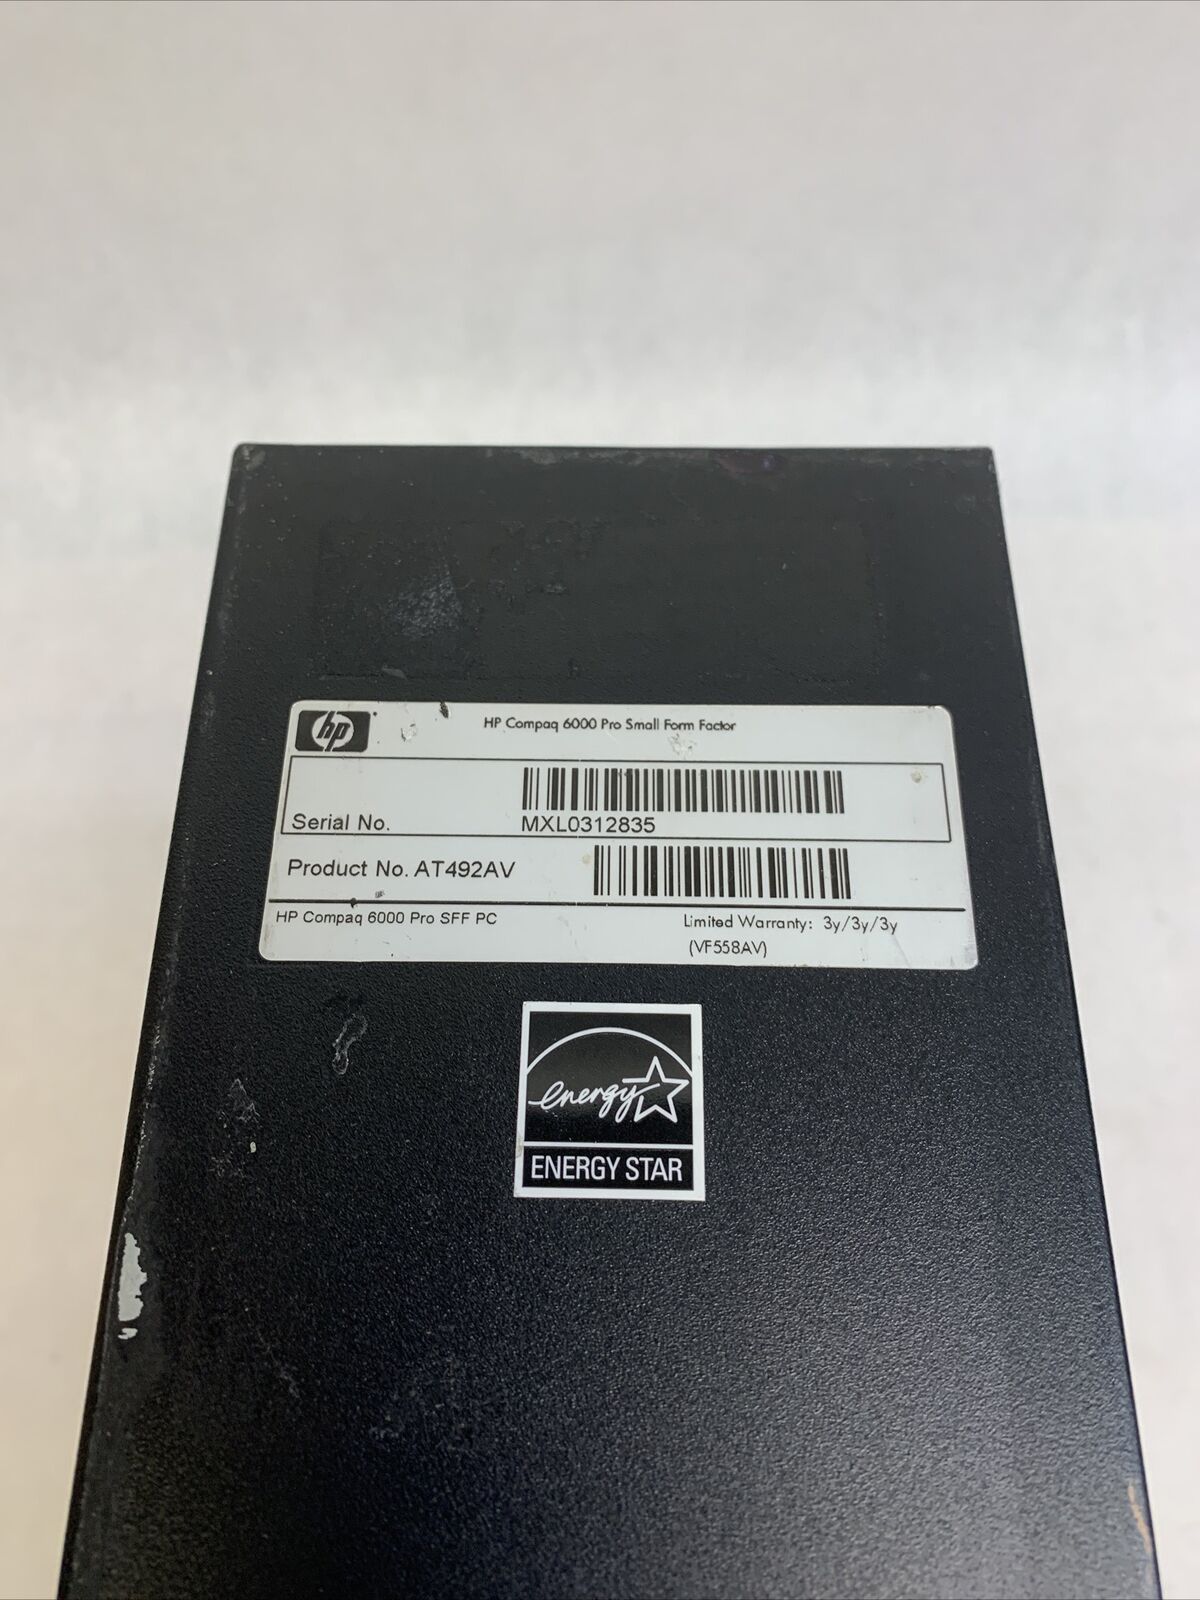 hp
HP Compaq 6000 Pro Small Form Factor
Serial No. MXL0312835
Product No. AT492AV
HP Compaq 6000 Pro SFF PC Limited Warranty: 3y/3y/3y
(VF558AV)
energy
ENERGY STAR